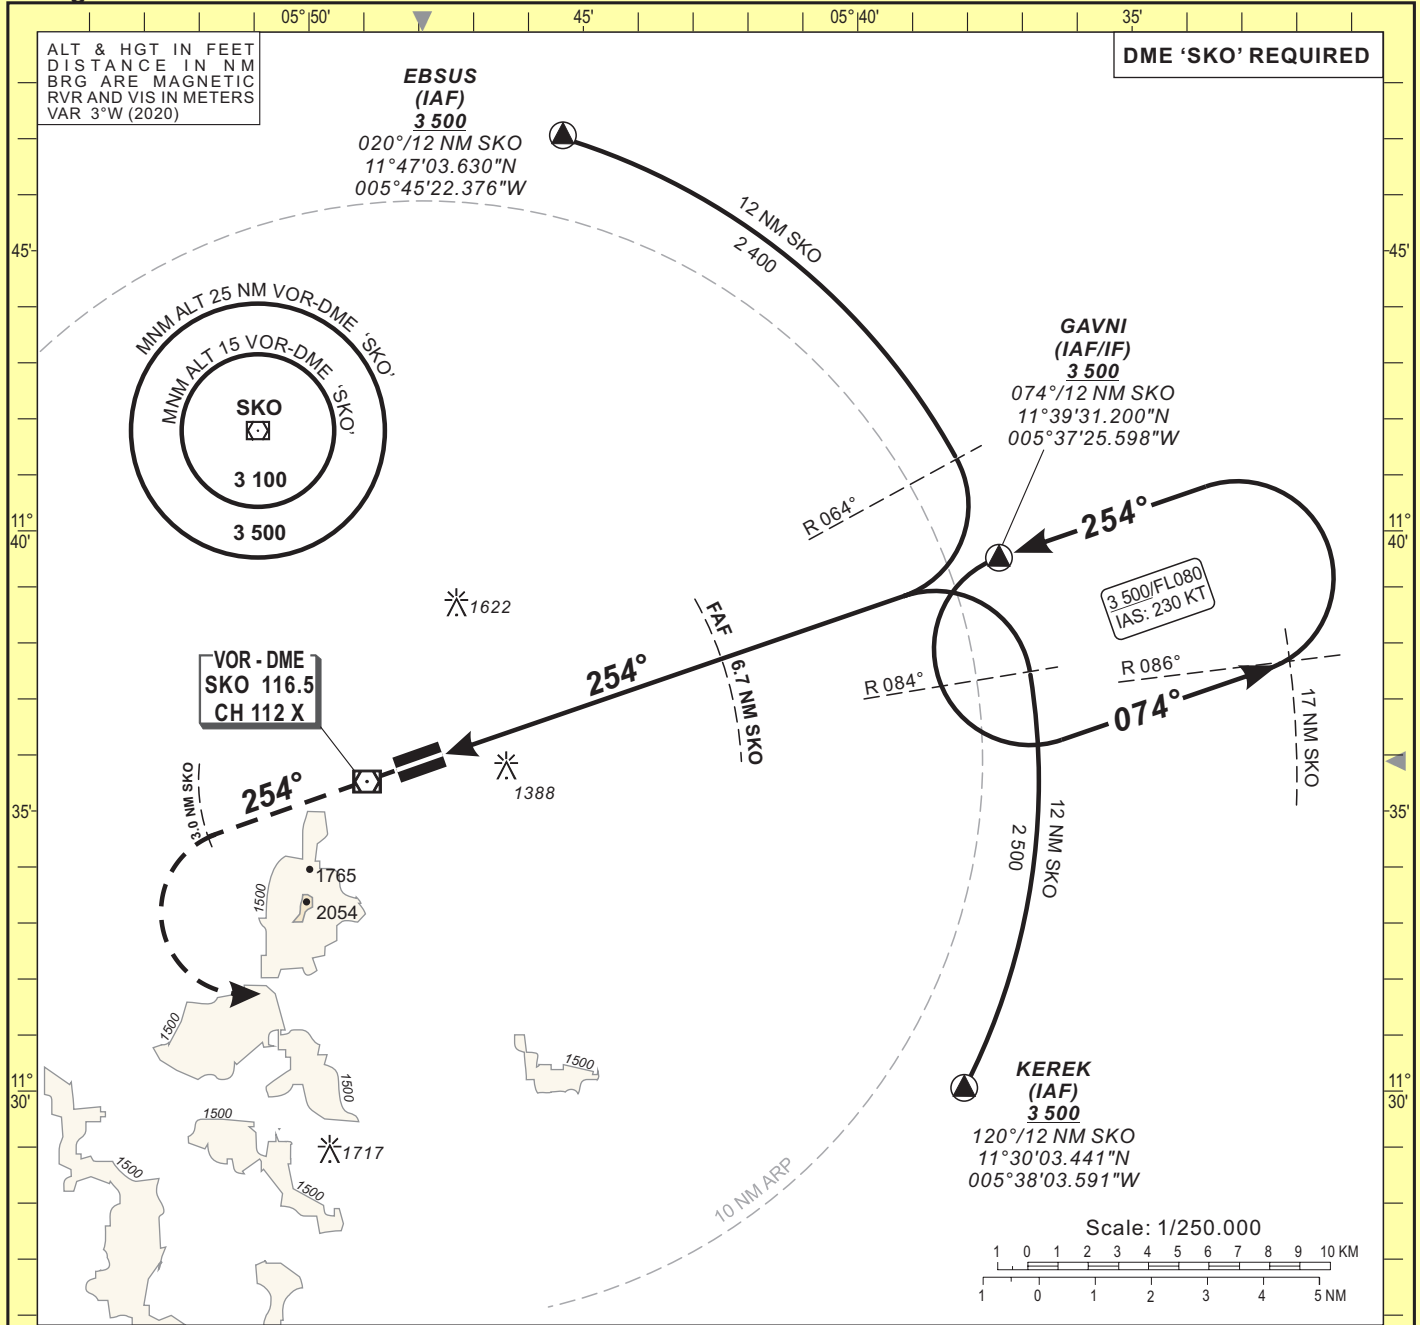 05°50'
45'
05°40'
35'
ALT & HGT IN FEET
DISTANCE IN NM
BRG ARE MAGNETIC
RVR AND VIS IN METERS
VAR 3°W (2020)
DME ‘SKO’ REQUIRED
EBSUS
(IAF)
3 500
020°/12 NM SKO
11°47'03.630"N
005°45'22.376"W
12 NM SKO
2 400
45'
45'
MNM ALT 25 NM VOR-DME ‘SKO’
MNM ALT 15 VOR-DME ‘SKO’
SKO
3 100
3 500
GAVNI
(IAF/IF)
3 500
074°/12 NM SKO
11°39'31.200"N
005°37'25.598"W
R 064°
254°
11°
40'
11°
40'
3 500/FL080
IAS: 230 KT
1622
FAF
6.7 NM SKO
254°
R 084°
R 086°
074°
17 NM SKO
VOR - DME
SKO 116.5
CH 112 X
1388
3.0 NM SKO
254°
35'
35'
12 NM SKO
2 500
1765
2054
1500
1500
1500
1500
1500
1717
1500
1500
11°
30'
11°
30'
KEREK
(IAF)
3 500
120°/12 NM SKO
11°30'03.441"N
005°38'03.591"W
10 NM ARP
Scale: 1/250.000
1 0 1 2 3 4 5 6 7 8 9 10 KM
1 0 1 2 3 4 5 NM